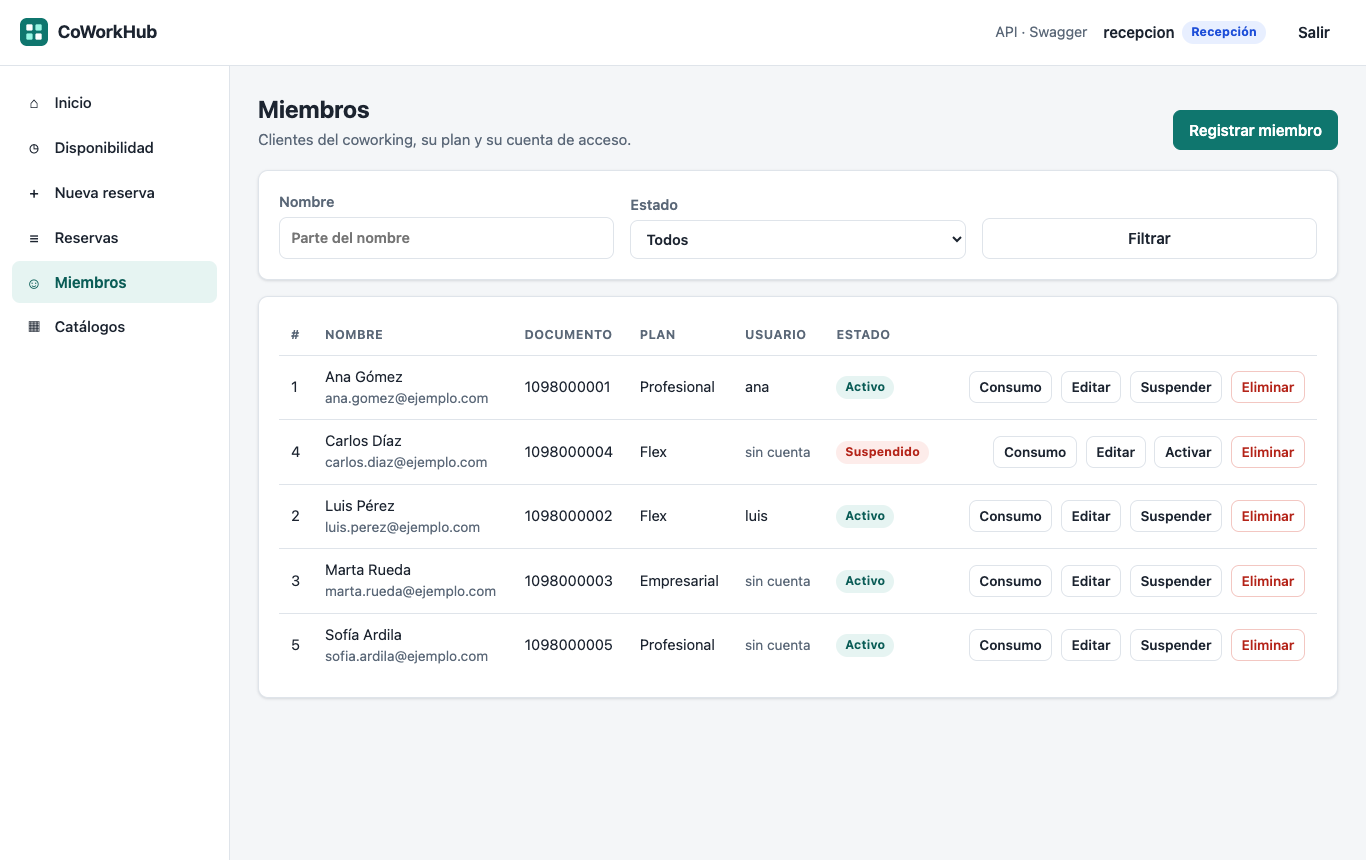 CoWorkHub
API · Swagger recepcion Recepción Salir
Inicio
Disponibilidad
Nueva reserva
Reservas
Miembros
Catálogos
Miembros
Clientes del coworking, su plan y su cuenta de acceso.
Registrar miembro
Nombre
Parte del nombre
Estado
Todos
Filtrar
# NOMBRE DOCUMENTO PLAN USUARIO ESTADO
1 Ana Gómez 1098000001 Profesional ana Activo Consumo Editar Suspender Eliminar
ana.gomez@ejemplo.com
4 Carlos Díaz 1098000004 Flex sin cuenta Suspendido Consumo Editar Activar Eliminar
carlos.diaz@ejemplo.com
2 Luis Pérez 1098000002 Flex luis Activo Consumo Editar Suspender Eliminar
luis.perez@ejemplo.com
3 Marta Rueda 1098000003 Empresarial sin cuenta Activo Consumo Editar Suspender Eliminar
marta.rueda@ejemplo.com
5 Sofía Ardila 1098000005 Profesional sin cuenta Activo Consumo Editar Suspender Eliminar
sofia.ardila@ejemplo.com